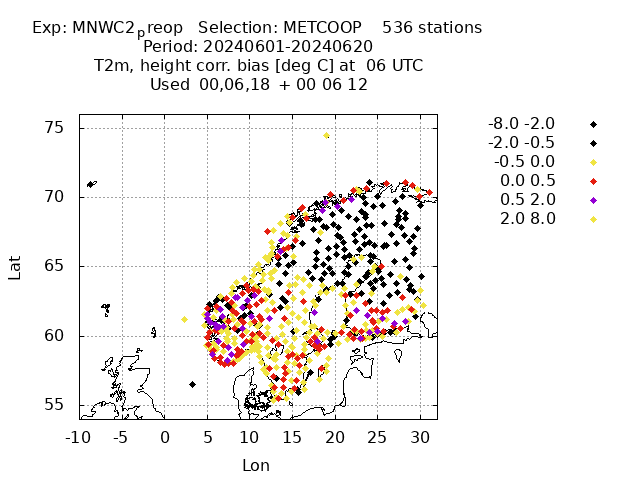 Exp: MNWC2preop   Selection: METCOOP    536 stations
Period: 20240601-20240620
T2m, height corr. bias [deg C] at  06 UTC
Used  00,06,18  + 00 06 12
-8.0 -2.0
-2.0 -0.5
-0.5 0.0
0.0 0.5
0.5 2.0
2.0 8.0
75
70
65
60
55
Lat
-10 -5 0 5 10 15 20 25 30
Lon